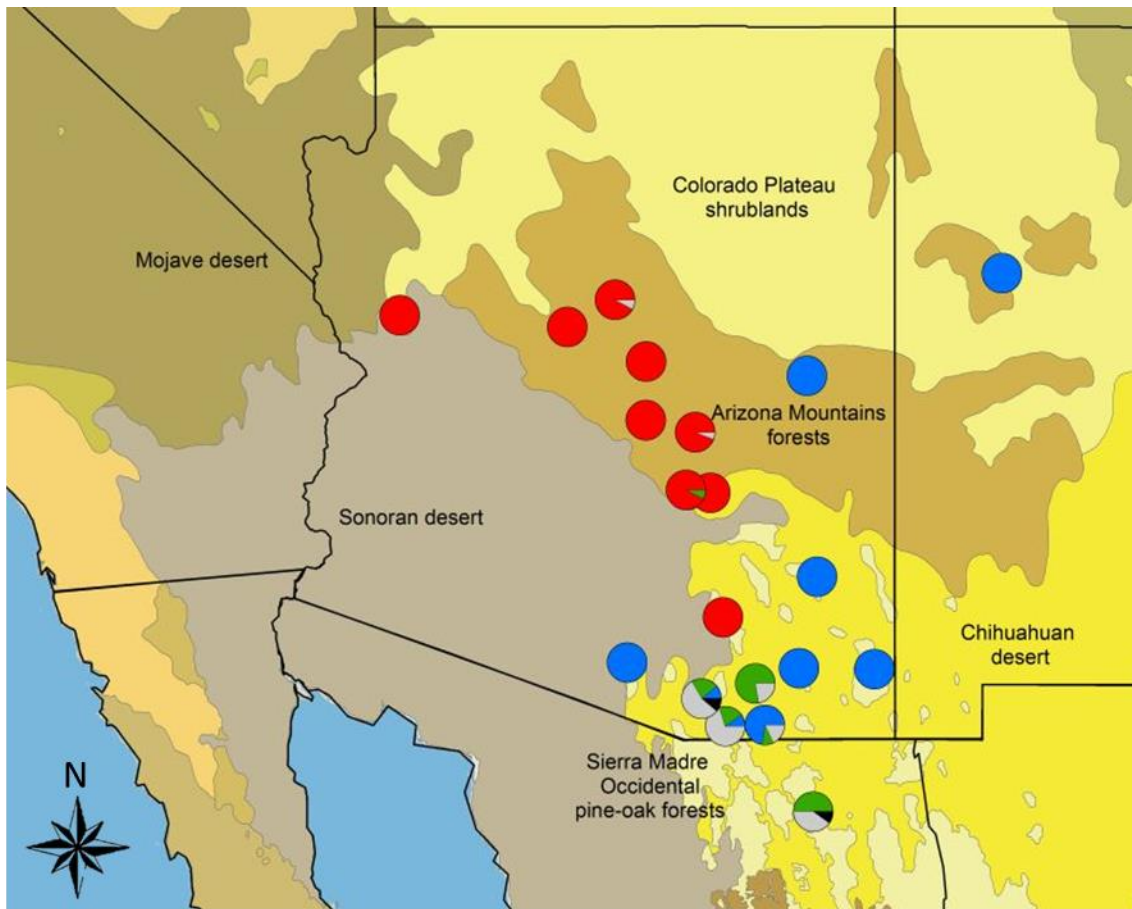 Colorado Plateau
shrublands
Mojave desert
Arizona Mountains
forests
Sonoran desert
Chihuahuan
desert
Sierra Madre
Occidental
pine-oak forests
N